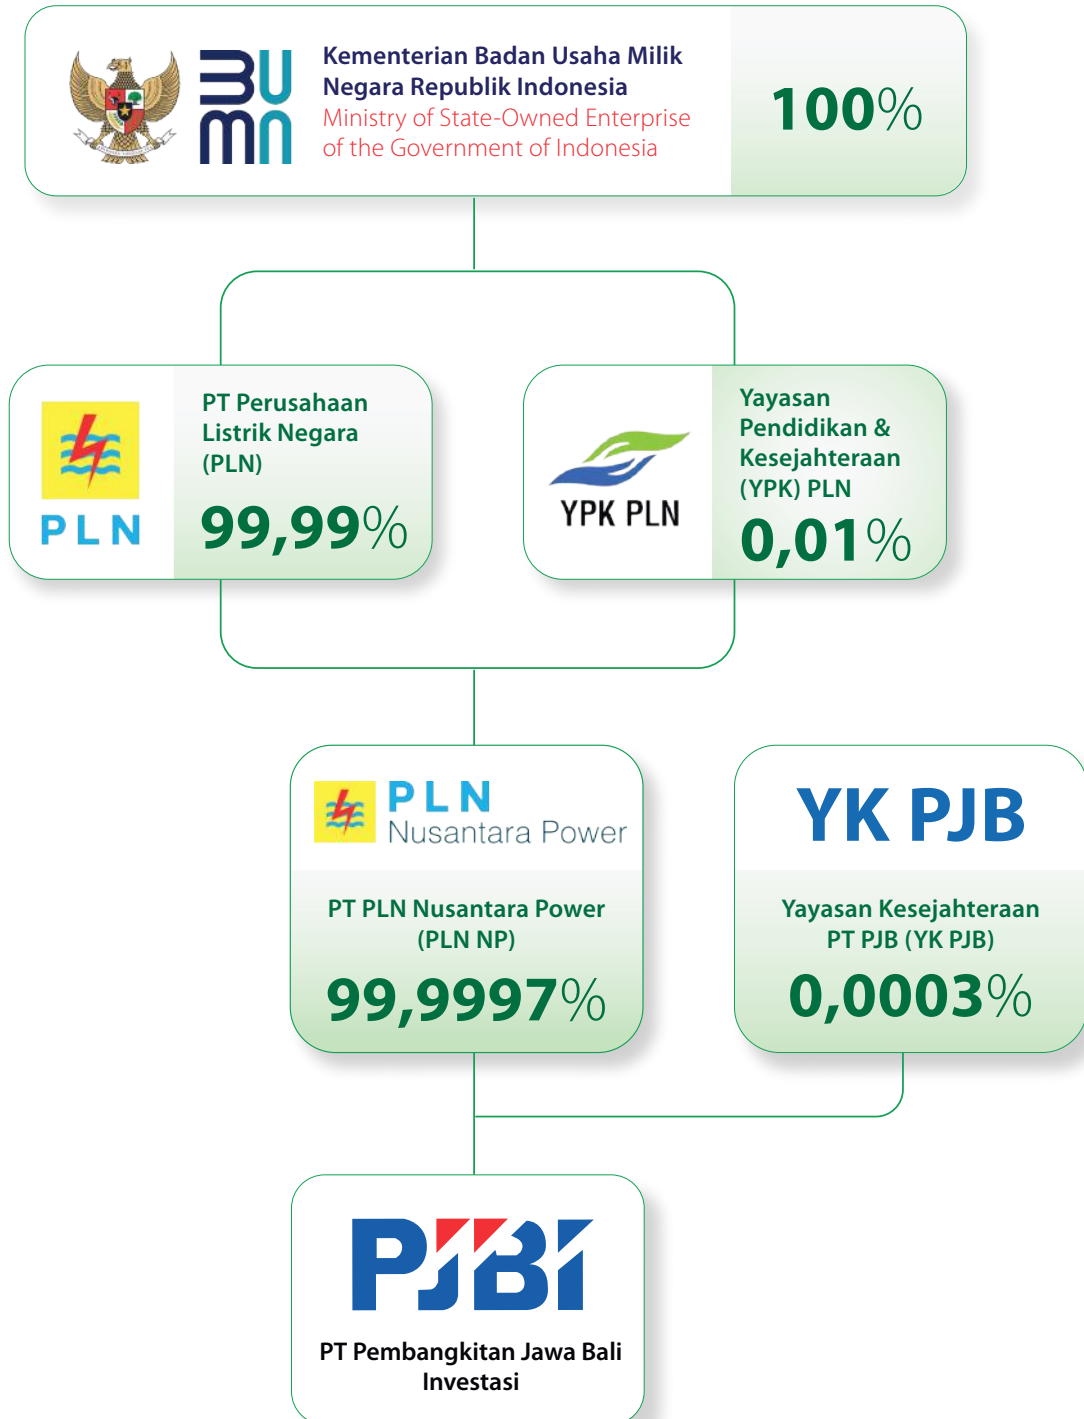 BUMN
Kementerian Badan Usaha Milik
Negara Republik Indonesia
Ministry of State-Owned Enterprise
of the Government of Indonesia
100%
PLN
PT Perusahaan
Listrik Negara
(PLN)
99,99%
YPK PLN
Yayasan
Pendidikan &
Kesejahteraan
(YPK) PLN
0,01%
PLN
Nusantara Power
PT PLN Nusantara Power
(PLN NP)
99,9997%
YK PJB
Yayasan Kesejahteraan
PT PJB (YK PJB)
0,0003%
PJBI
PT Pembangkitan Jawa Bali
Investasi